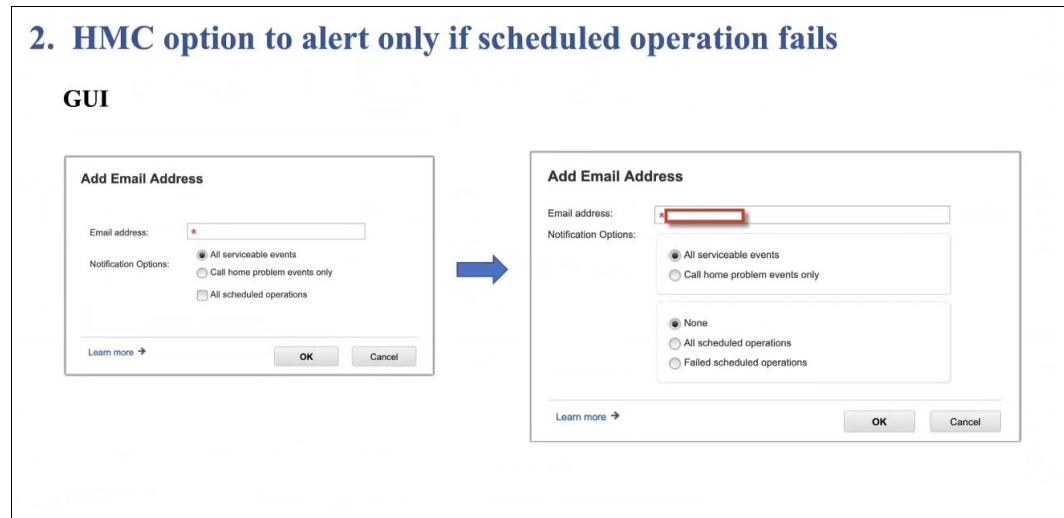 2. HMC option to alert only if scheduled operation fails
GUI
Add Email Address
Email address: *
Notification Options:
All serviceable events
Call home problem events only
All scheduled operations
Learn more →
OK Cancel
Add Email Address
Email address: *
Notification Options:
All serviceable events
Call home problem events only
None
All scheduled operations
Failed scheduled operations
Learn more →
OK Cancel